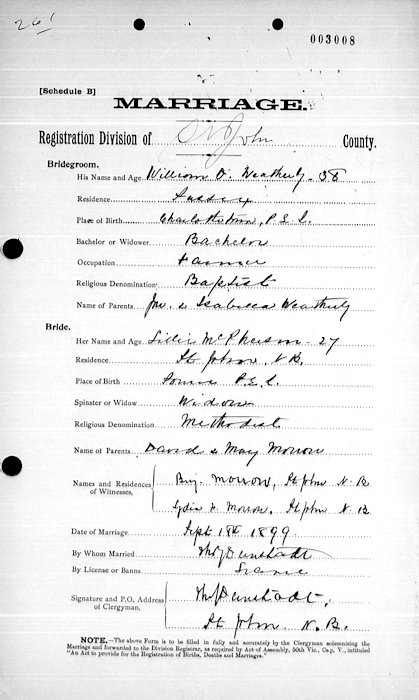 261
003008
[Schedule B]
MARRIAGE.
Registration Division of St John County.
Bridegroom.
His Name and Age William O. Weatherly - 38
Residence Sussex
Place of Birth Charlottetown, P.E.I.
Bachelor or Widower Bachelor
Occupation Farmer
Religious Denomination Baptist
Name of Parents & Isabella Weatherly
Bride.
Her Name and Age Lillie McPherson - 27
Residence St John, N.B.
Place of Birth P.E.I.
Spinster or Widow Widow
Religious Denomination Methodist
Name of Parents David & May Morrow
Names and Residences of Witnesses. Benj. Morrow, St John N.B.
Lydia Morrow, St John N.B
Date of Marriage Sept 18th 1899
By Whom Married
By License or Banns
Signature and P.O. Address of Clergyman.
St John N.B.
NOTE.—The above Form is to be filled in fully and accurately by the Clergyman solemnizing the
Marriage and forwarded to the Division Registrar, as required by Act of Assembly, 50th Vic., Cap. V., intituled
"An Act to provide for the Registration of Births, Deaths and Marriages."